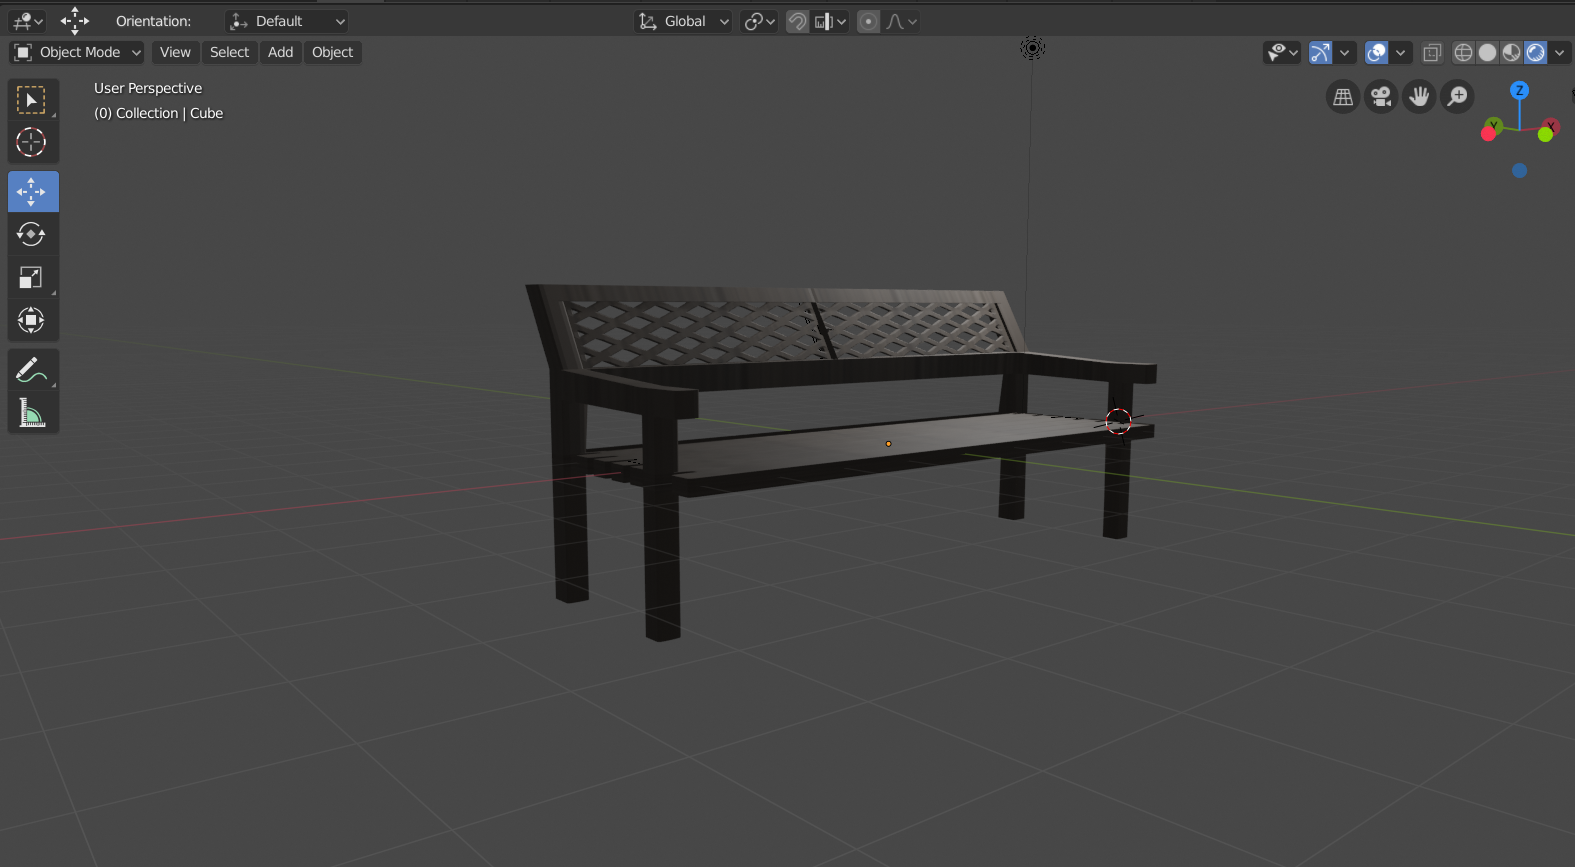 Orientation: Default Global
Object Mode View Select Add Object
User Perspective
(0) Collection | Cube
Z
Y X